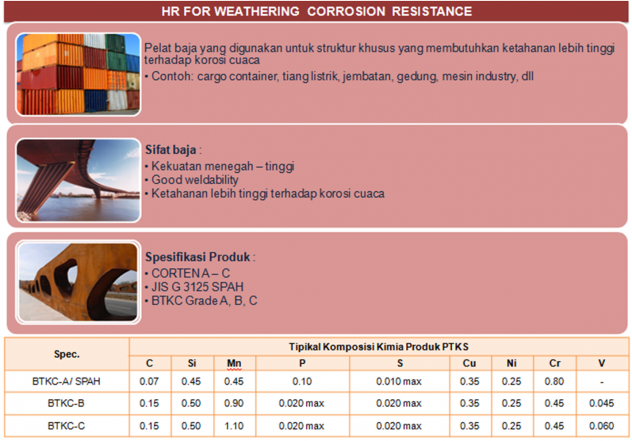 HR FOR WEATHERING CORROSION RESISTANCE
Pelat baja yang digunakan untuk struktur khusus yang membutuhkan ketahanan lebih tinggi
terhadap korosi cuaca
• Contoh: cargo container, tiang listrik, jembatan, gedung, mesin industry, dll
Sifat baja :
• Kekuatan menegah – tinggi
• Good weldability
• Ketahanan lebih tinggi terhadap korosi cuaca
Spesifikasi Produk :
• CORTEN A – C
• JIS G 3125 SPAH
• BTKC Grade A, B, C
Spec. Tipikal Komposisi Kimia Produk PTKS
C Si Mn P S Cu Ni Cr V
BTKC-A/ SPAH 0.07 0.45 0.45 0.10 0.010 max 0.35 0.25 0.80 -
BTKC-B 0.15 0.50 0.90 0.020 max 0.020 max 0.35 0.25 0.45 0.045
BTKC-C 0.15 0.50 1.10 0.020 max 0.020 max 0.35 0.25 0.45 0.060